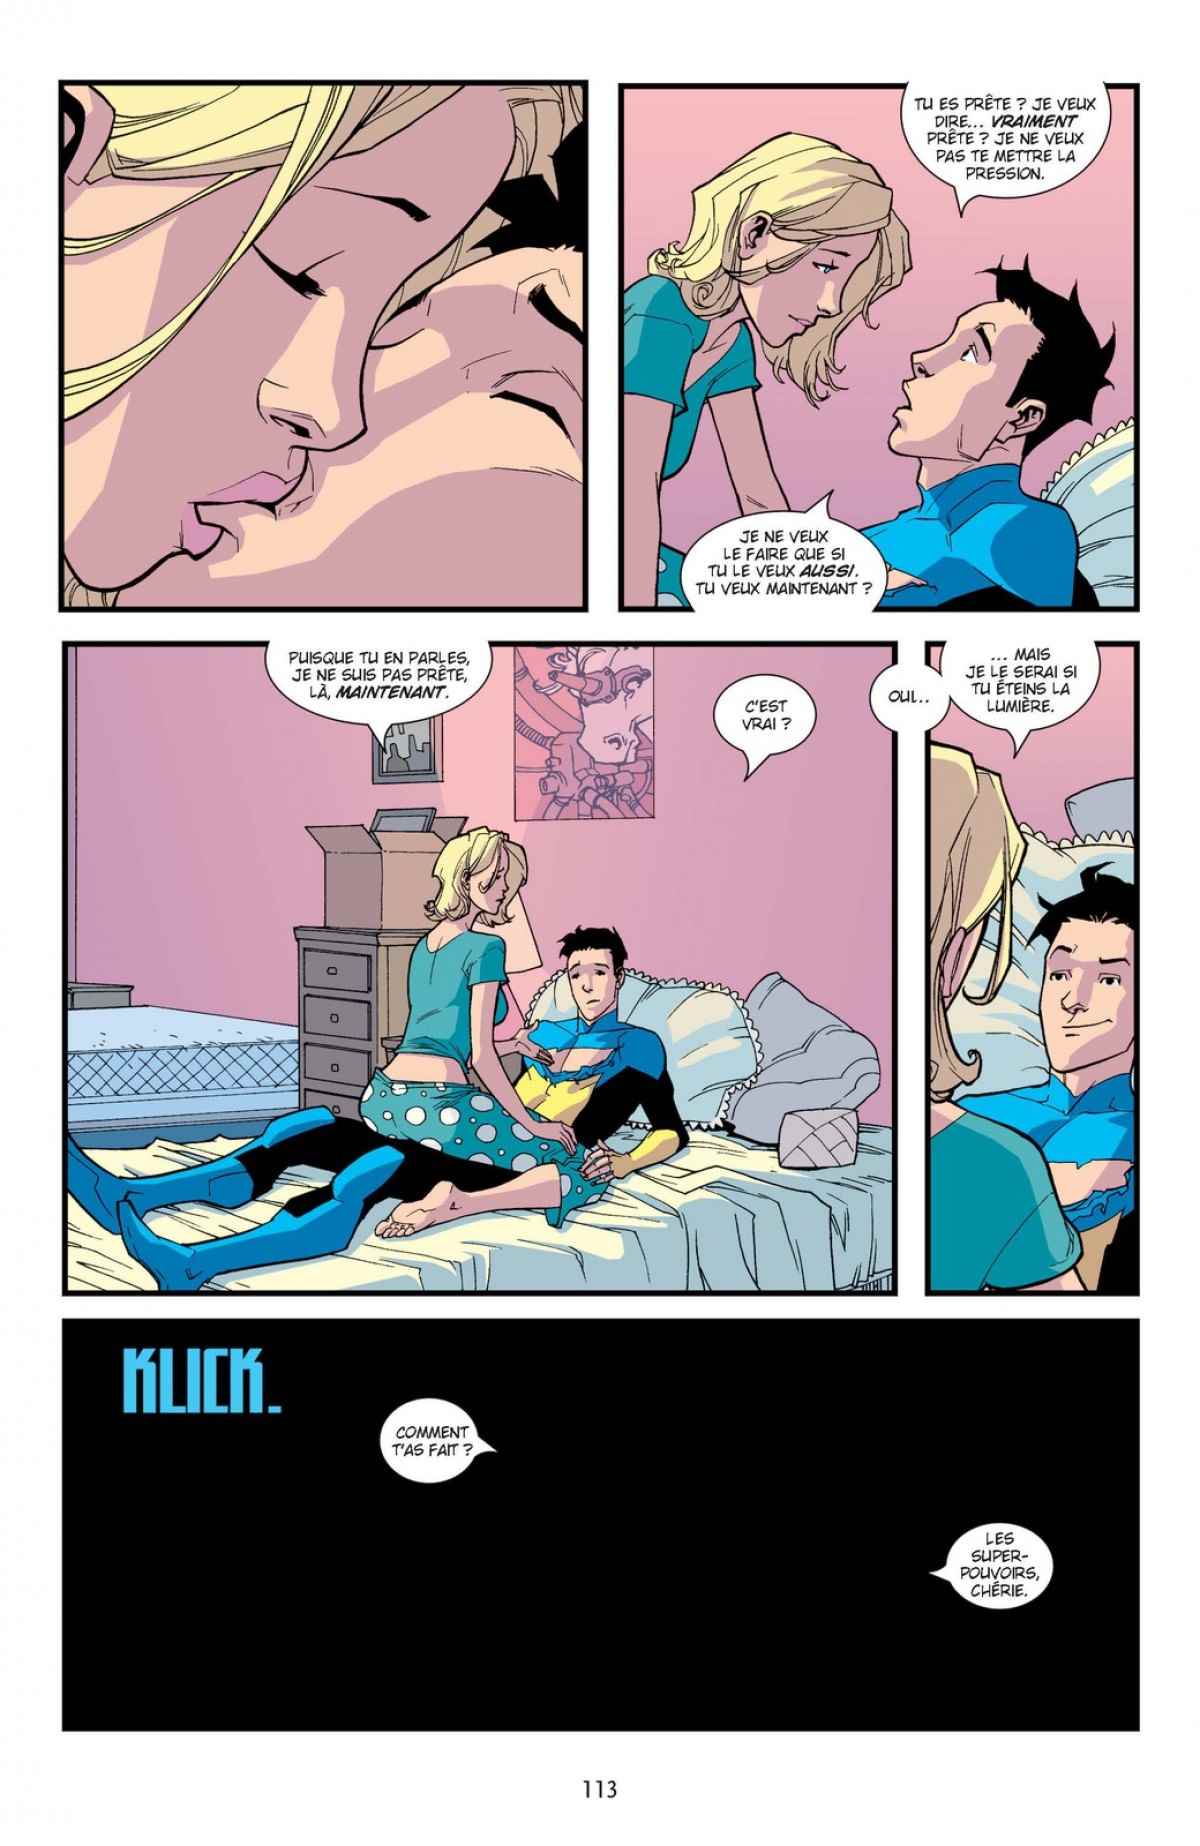 TU ES PRÊTE ? JE VEUX
DIRE... VRAIMENT
PRÊTE ? JE NE VEUX
PAS TE METTRE LA
PRESSION.
JE NE VEUX
LE FAIRE QUE SI
TU LE VEUX AUSSI.
TU VEUX MAINTENANT ?
PUISQUE TU EN PARLES,
JE NE SUIS PAS PRÊTE,
LÀ, MAINTENANT.
C'EST
VRAI ?
OUI...
... MAIS
JE LE SERAI SI
TU ÉTEINS LA
LUMIÈRE.
KLICK.
COMMENT
T'AS FAIT ?
LES
SUPER-
POUVOIRS,
CHÉRIE.
113